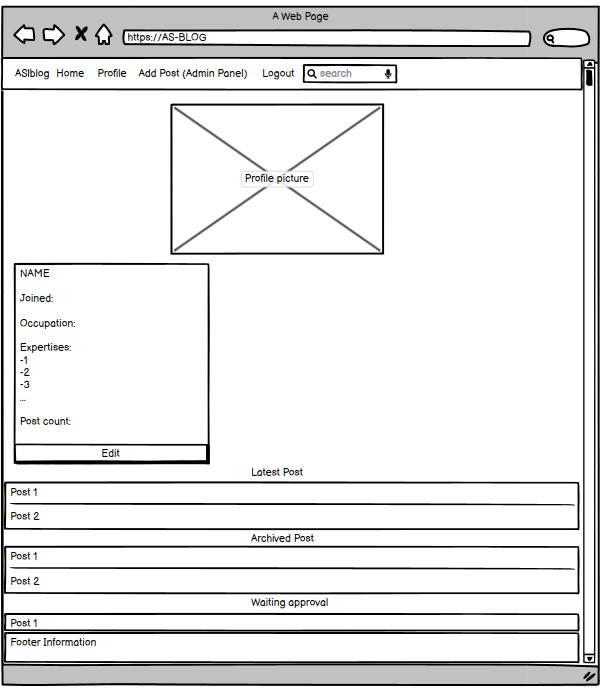 A Web Page
https://AS-BLOG
ASIblog Home Profile Add Post (Admin Panel) Logout search
Profile picture
NAME
Joined:
Occupation:
Expertises:
-1
-2
-3
...
Post count:
Edit
Latest Post
Post 1
Post 2
Archived Post
Post 1
Post 2
Waiting approval
Post 1
Footer Information